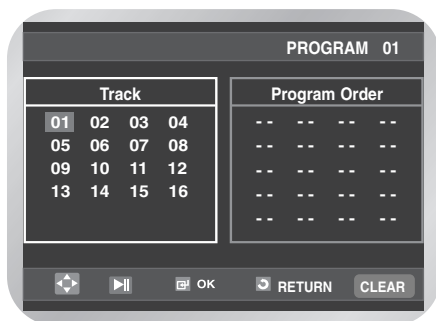 PROGRAM 01
Track
01 02 03 04
05 06 07 08
09 10 11 12
13 14 15 16
Program Order
-- -- -- --
-- -- -- --
-- -- -- --
-- -- -- --
-- -- -- --
OK RETURN CLEAR